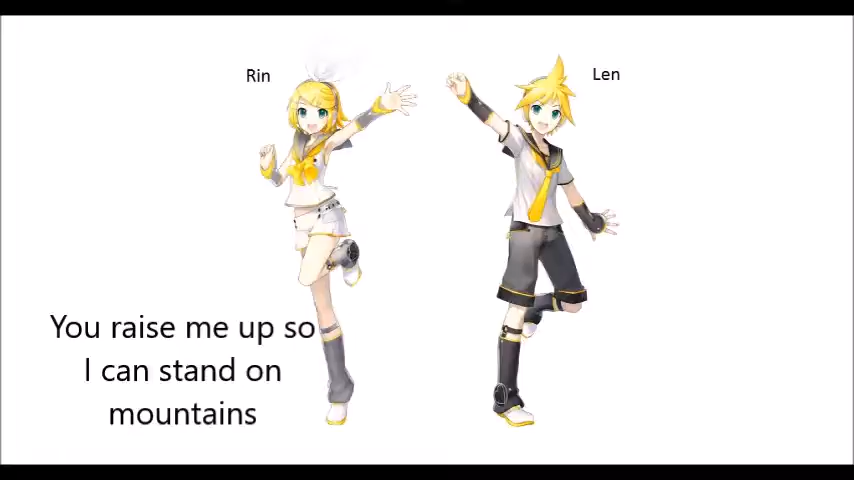 Rin
Len
You raise me up so
I can stand on
mountains